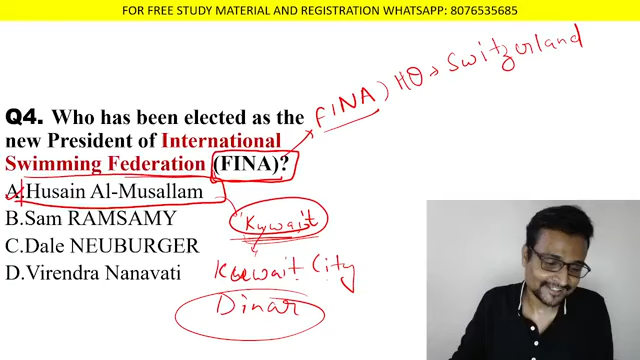 FOR FREE STUDY MATERIAL AND REGISTRATION WHATSAPP: 8076535685
FINA) HQ → Switzerland
Q4. Who has been elected as the
new President of International
Swimming Federation (FINA)?
A. Husain Al-Musallam
B.Sam RAMSAMY
Kuwait
C.Dale NEUBURGER
D.Virendra Nanavati
Kuwait City
Dinar